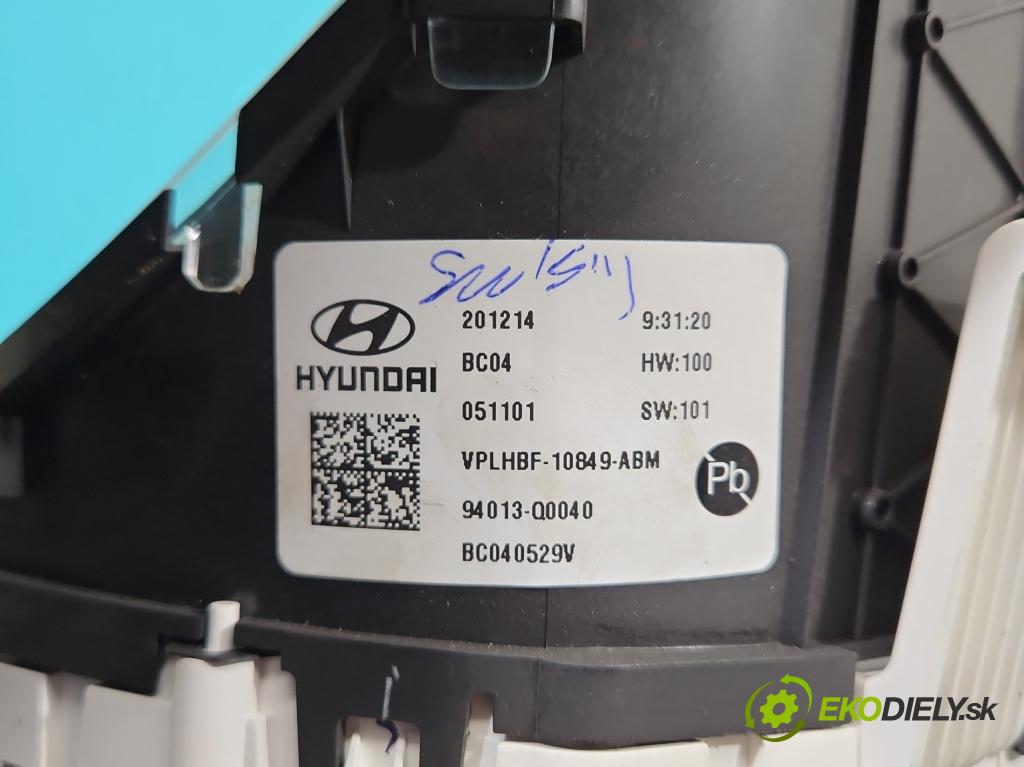 201214 9:31:20
HYUNDAI
BC04 HW:100
051101 SW:101
VPLHBF-10849-ABM
Pb
94013-Q0040
BC040529V
EKODIELY.sk